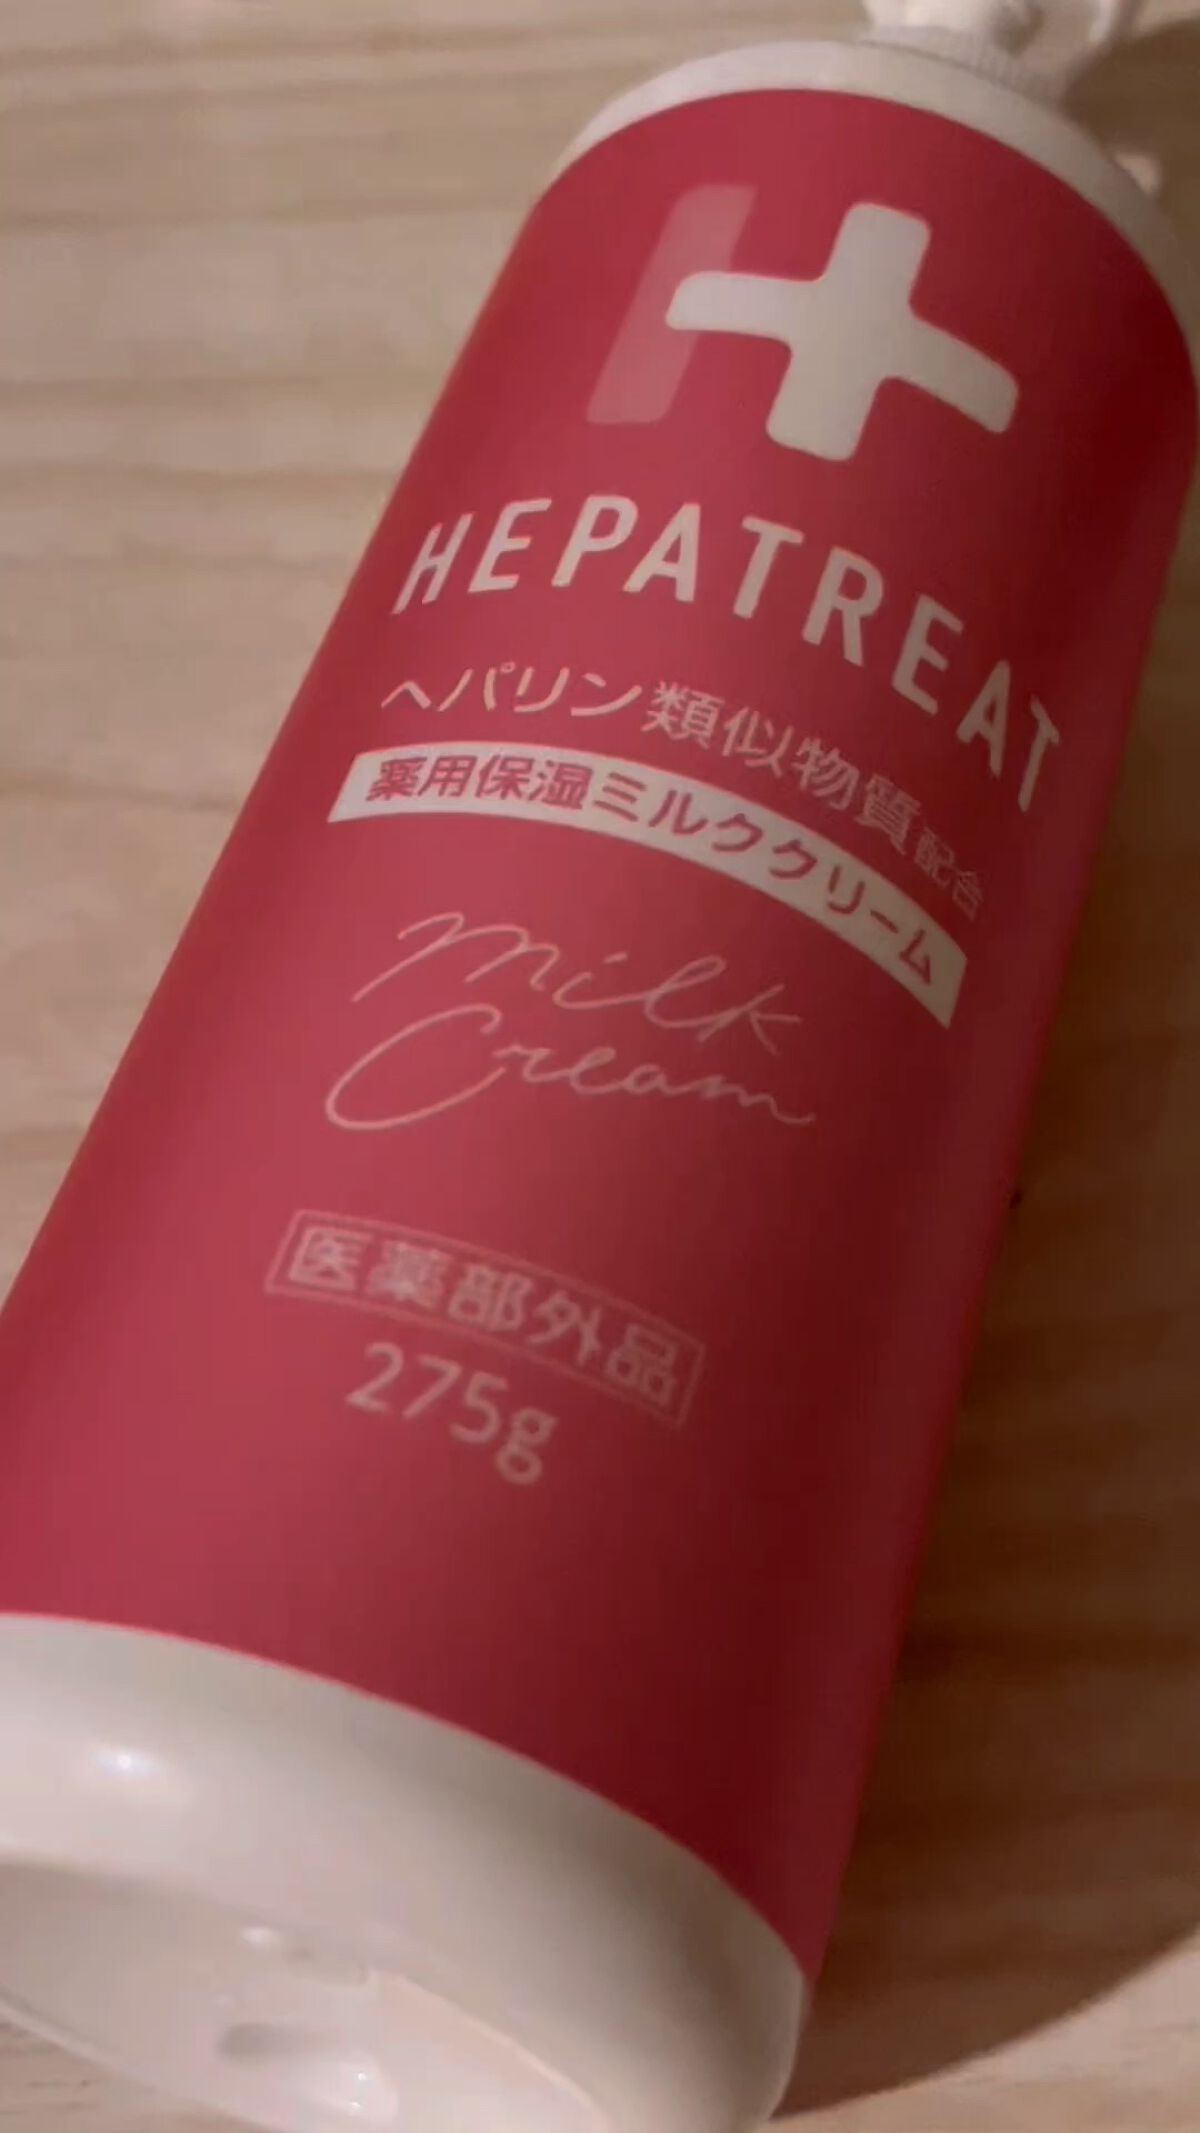 HEPATREAT
ヘパリン類似物質配合
薬用保湿ミルククリーム
milk
Cream
医薬部外品
275g